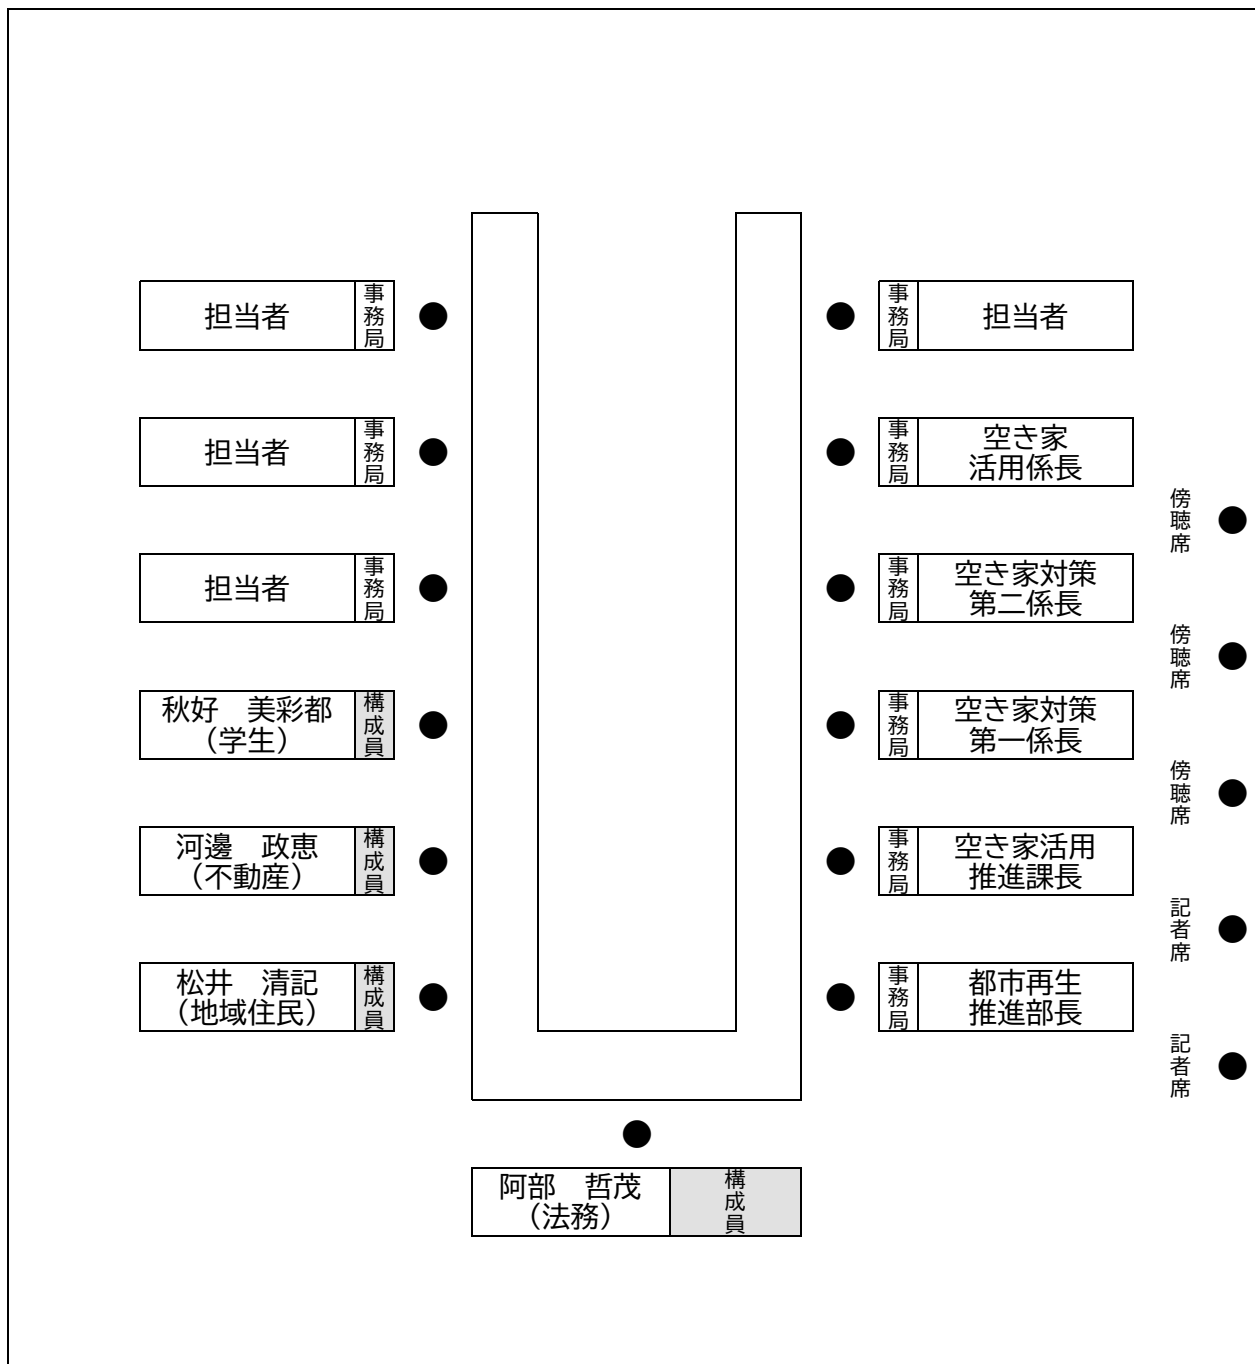 担当者
事務局
事務局
担当者
担当者
事務局
事務局
空き家
活用係長
傍聴席
担当者
事務局
事務局
空き家対策
第二係長
傍聴席
秋好　美彩都
（学生）
構成員
事務局
空き家対策
第一係長
傍聴席
河邊　政恵
（不動産）
構成員
事務局
空き家活用
推進課長
記者席
松井　清記
（地域住民）
構成員
事務局
都市再生
推進部長
記者席
阿部　哲茂
（法務）
構成員